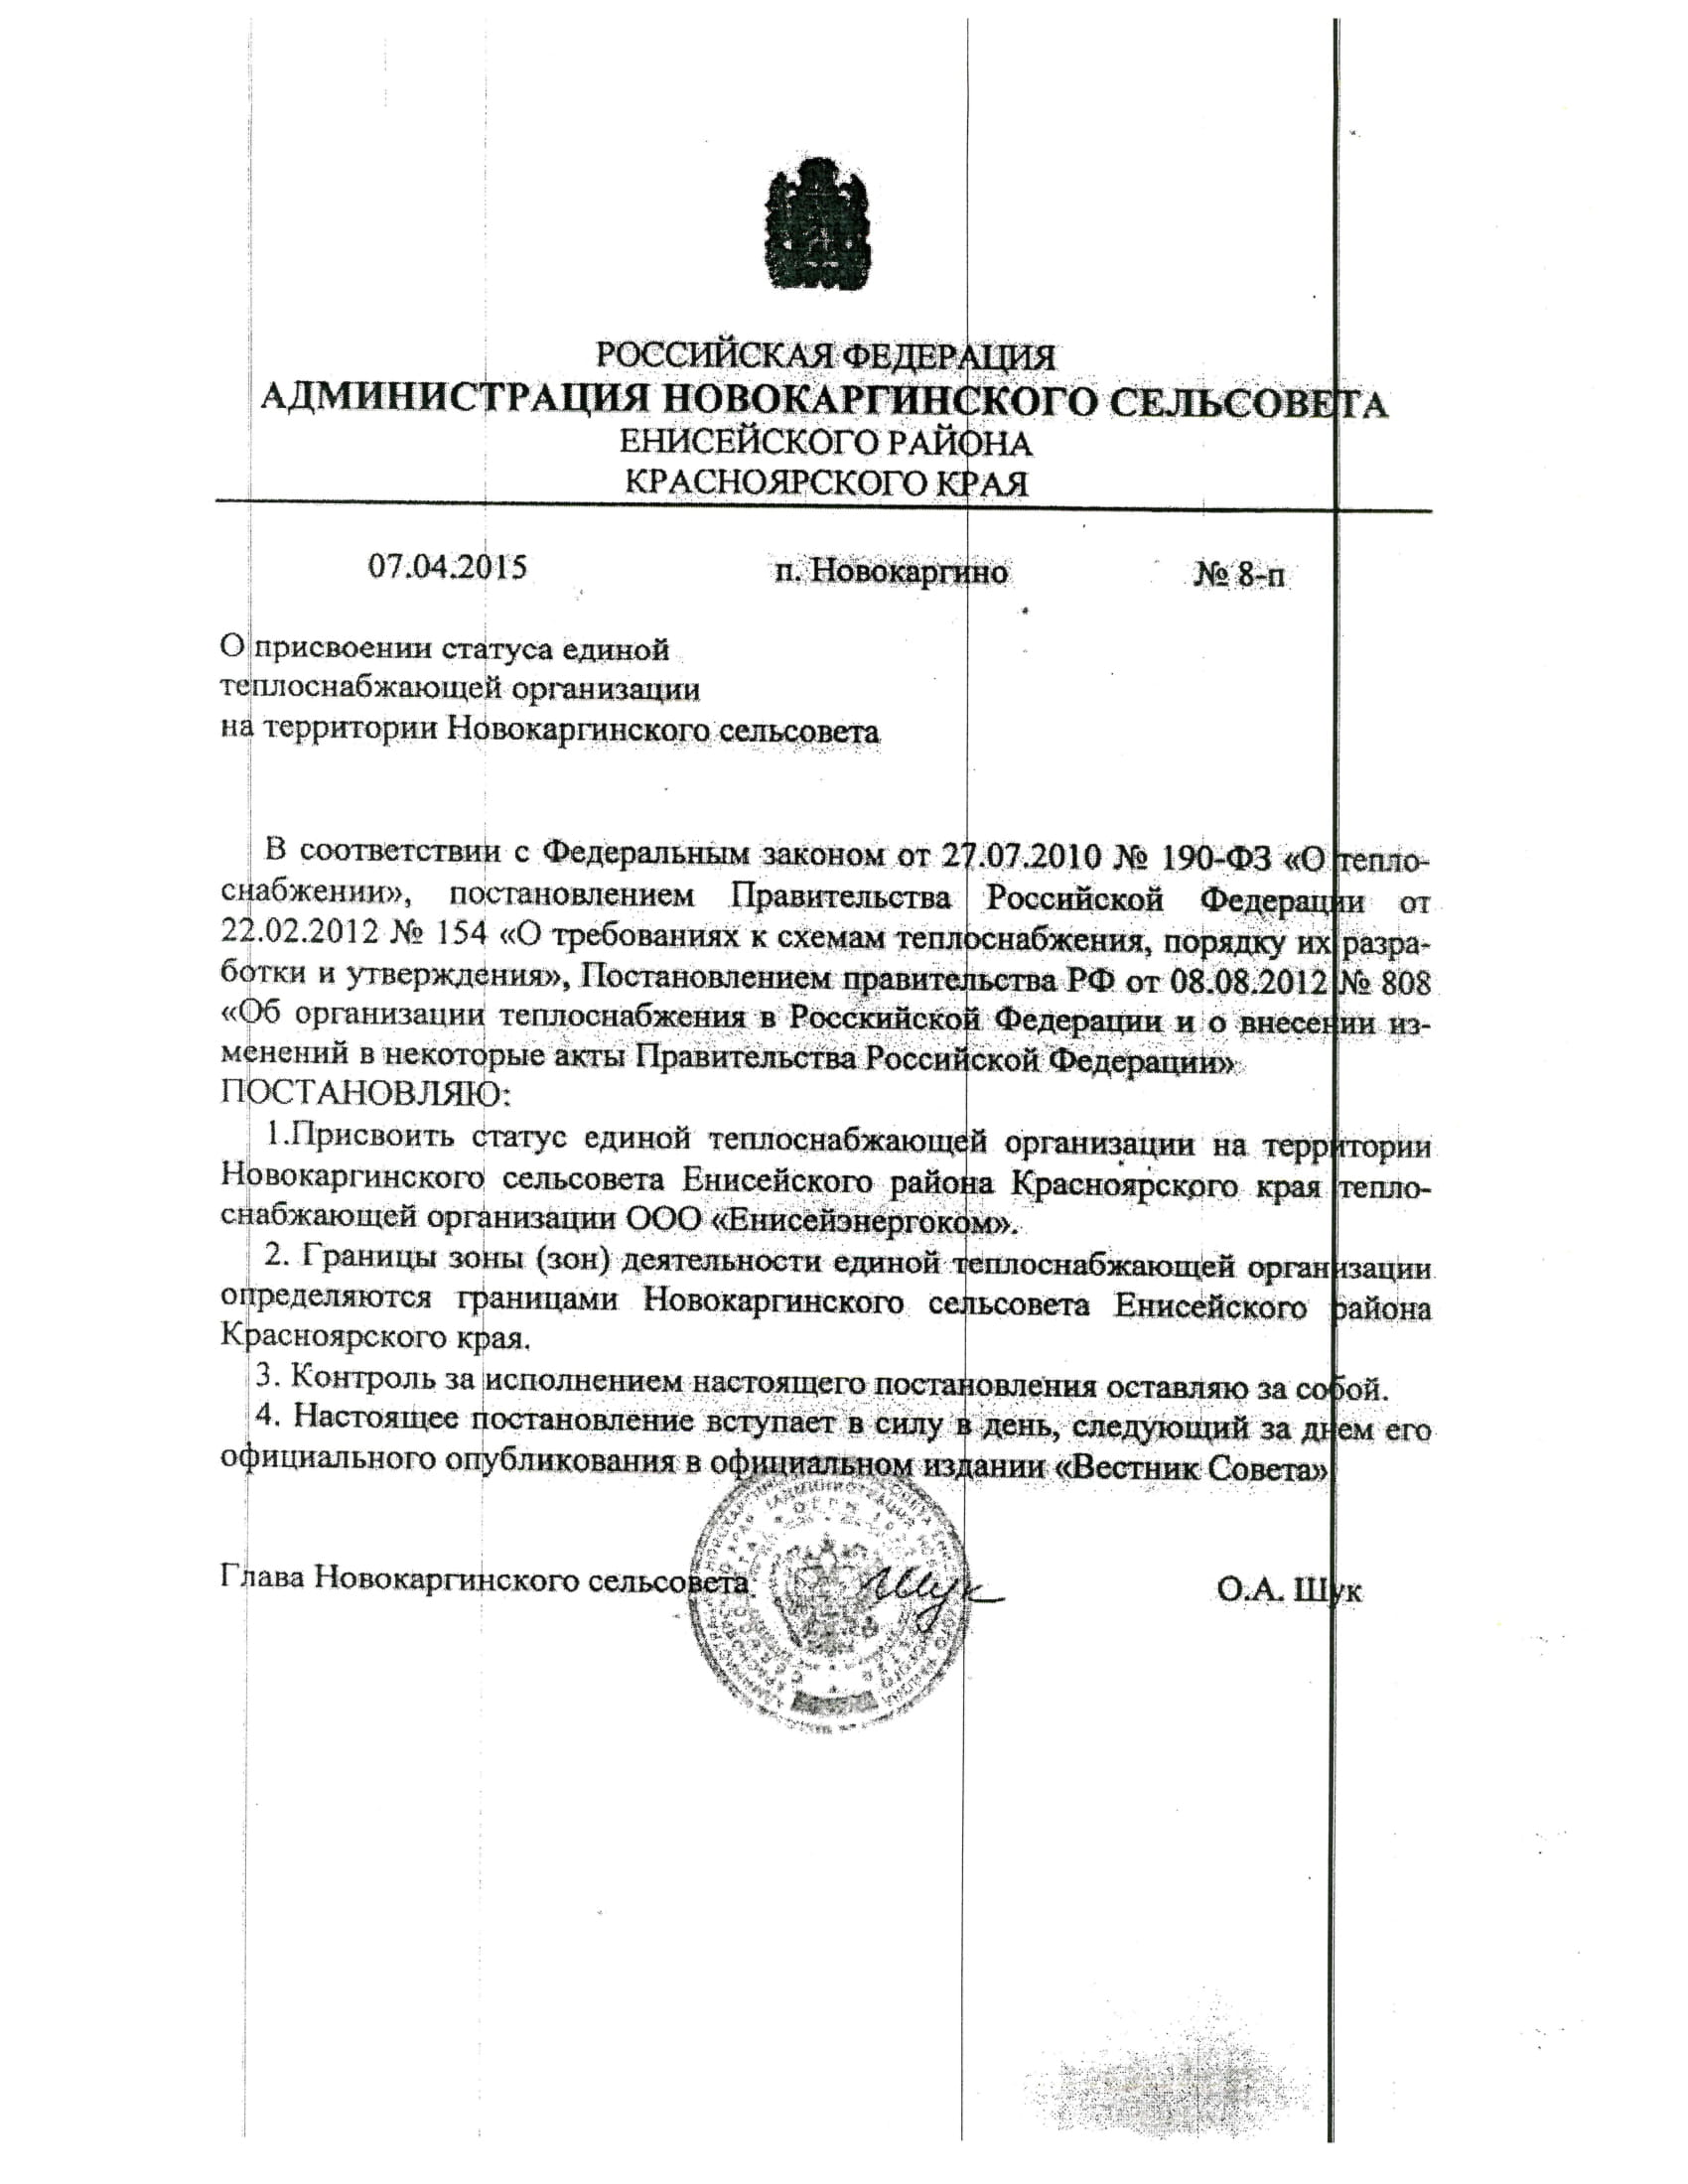 РОССИЙСКАЯ ФЕДЕРАЦИЯ
АДМИНИСТРАЦИЯ НОВОКАРГИНСКОГО СЕЛЬСОВЕТА
ЕНИСЕЙСКОГО РАЙОНА
КРАСНОЯРСКОГО КРАЯ
07.04.2015 п. Новокаргино № 8-п
О присвоении статуса единой
теплоснабжающей организации
на территории Новокаргинского сельсовета
В соответствии с Федеральным законом от 27.07.2010 № 190-ФЗ «О тепло-
снабжении», постановлением Правительства Российской Федерации от
22.02.2012 № 154 «О требованиях к схемам теплоснабжения, порядку их разра-
ботки и утверждения», Постановлением правительства РФ от 08.08.2012 № 808
«Об организации теплоснабжения в Росскийской Федерации и о внесении из-
менений в некоторые акты Правительства Российской Федерации»
ПОСТАНОВЛЯЮ:
1.Присвоить статус единой теплоснабжающей организации на территории
Новокаргинского сельсовета Енисейского района Красноярского края тепло-
снабжающей организации ООО «Енисейэнергоком».
2. Границы зоны (зон) деятельности единой теплоснабжающей организации
определяются границами Новокаргинского сельсовета Енисейского района
Красноярского края.
3. Контроль за исполнением настоящего постановления оставляю за собой.
4. Настоящее постановление вступает в силу в день, следующий за днем его
официального опубликования в официальном издании «Вестник Совета»
Глава Новокаргинского сельсовета Щук О.А. Щук